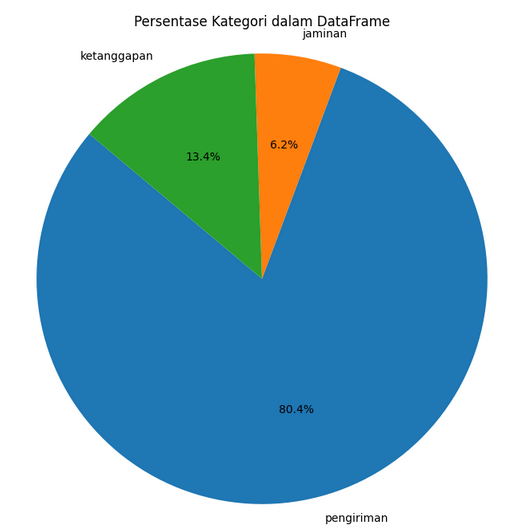 Persentase Kategori dalam DataFrame
jaminan
ketanggapan
6.2%
13.4%
80.4%
pengiriman